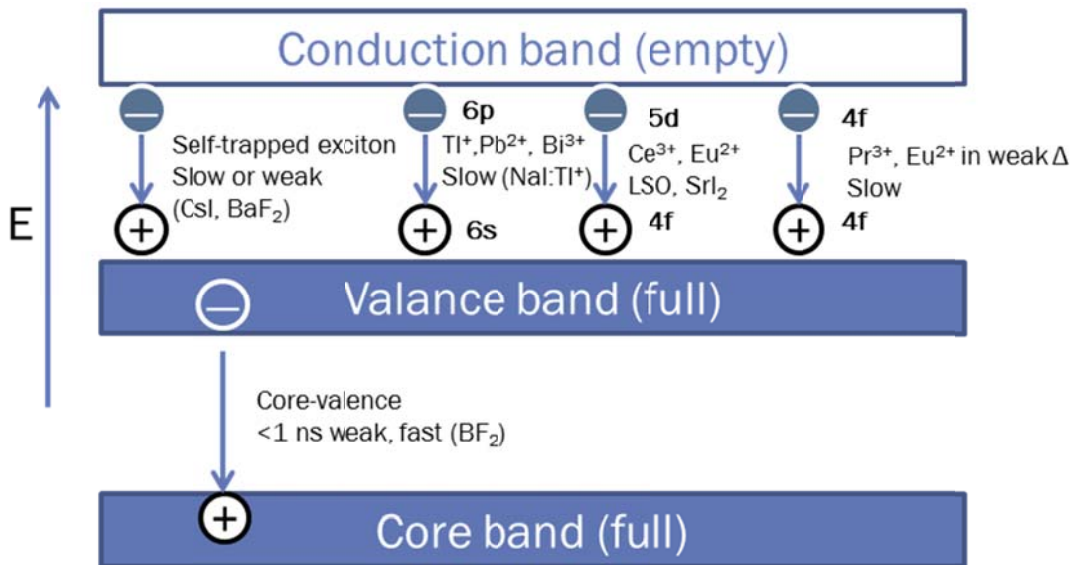 Conduction band (empty)
E
Self-trapped exciton
Slow or weak
(CsI, BaF₂)
6p
Tl⁺,Pb²⁺, Bi³⁺
Slow (NaI:Tl⁺)
6s
5d
Ce³⁺, Eu²⁺
LSO, SrI₂
4f
4f
Pr³⁺, Eu²⁺ in weak Δ
Slow
4f
Valance band (full)
Core-valence
<1 ns weak, fast (BF₂)
Core band (full)